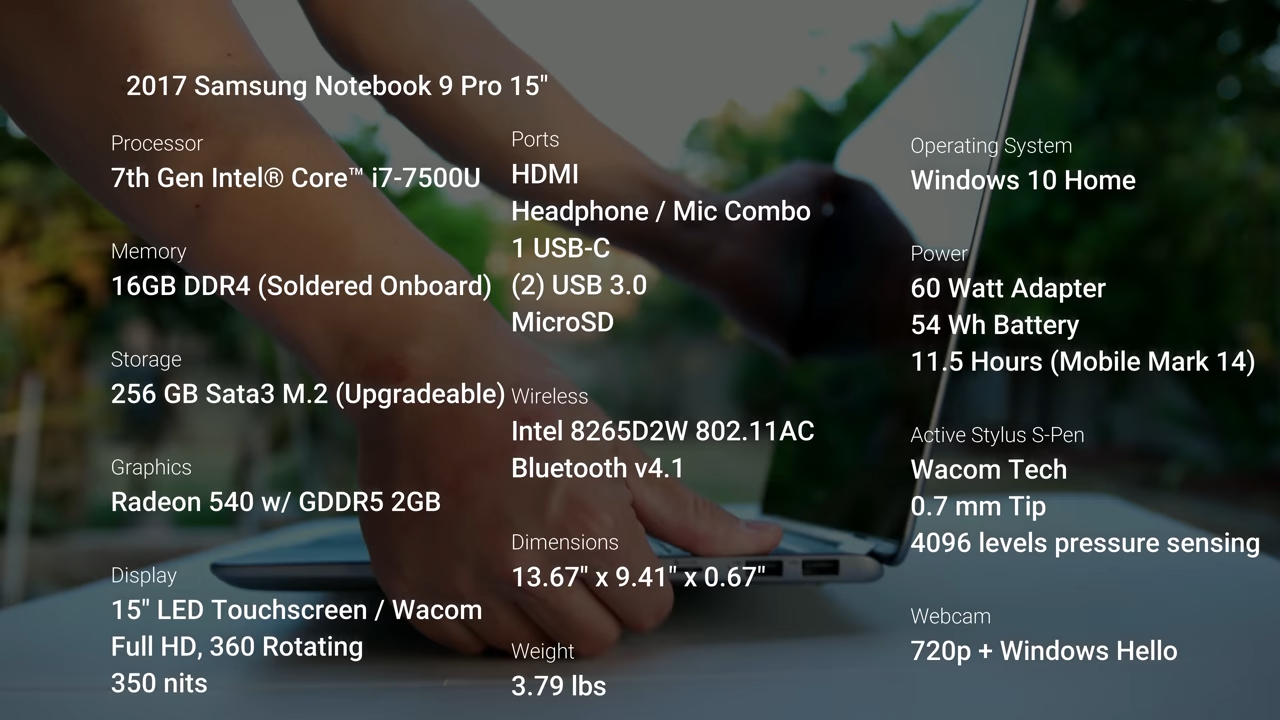 2017 Samsung Notebook 9 Pro 15"
Processor
7th Gen Intel® Core™ i7-7500U
Memory
16GB DDR4 (Soldered Onboard)
Storage
256 GB Sata3 M.2 (Upgradeable)
Graphics
Radeon 540 w/ GDDR5 2GB
Display
15" LED Touchscreen / Wacom
Full HD, 360 Rotating
350 nits
Ports
HDMI
Headphone / Mic Combo
1 USB-C
(2) USB 3.0
MicroSD
Wireless
Intel 8265D2W 802.11AC
Bluetooth v4.1
Dimensions
13.67" x 9.41" x 0.67"
Weight
3.79 lbs
Operating System
Windows 10 Home
Power
60 Watt Adapter
54 Wh Battery
11.5 Hours (Mobile Mark 14)
Active Stylus S-Pen
Wacom Tech
0.7 mm Tip
4096 levels pressure sensing
Webcam
720p + Windows Hello